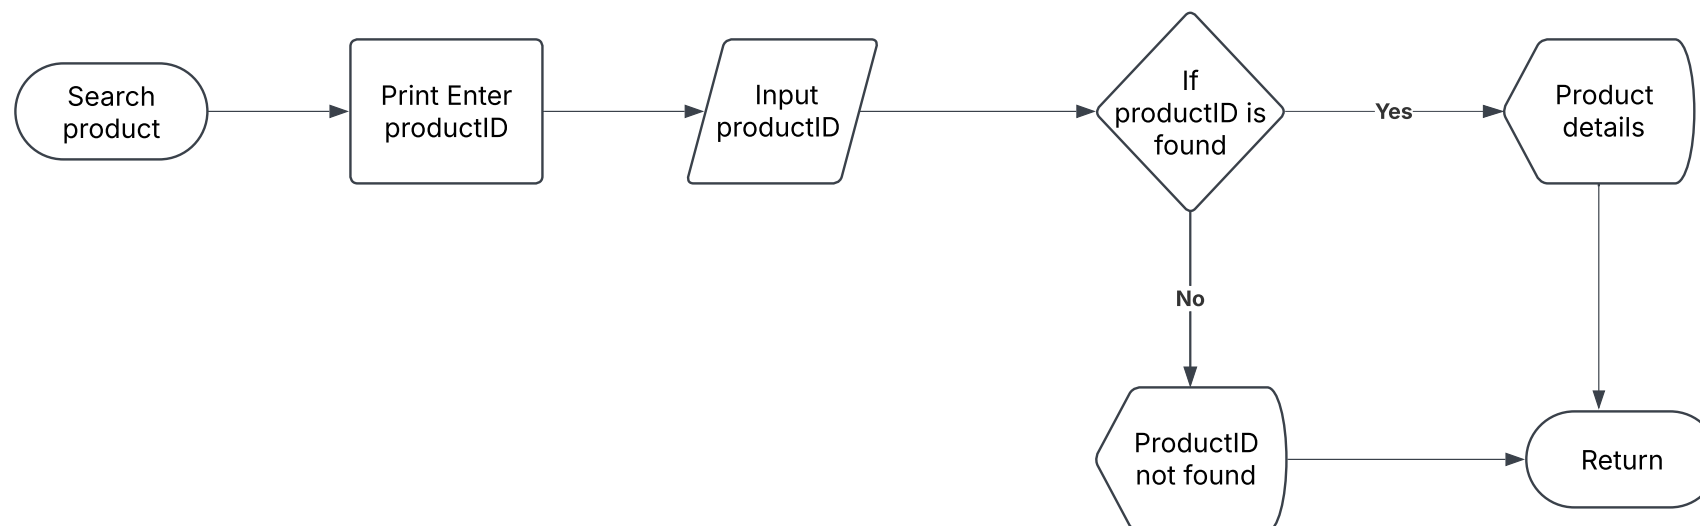 Search
product
Print Enter
productID
Input
productID
If
productID is
found
Yes
Product
details
No
ProductID
not found
Return